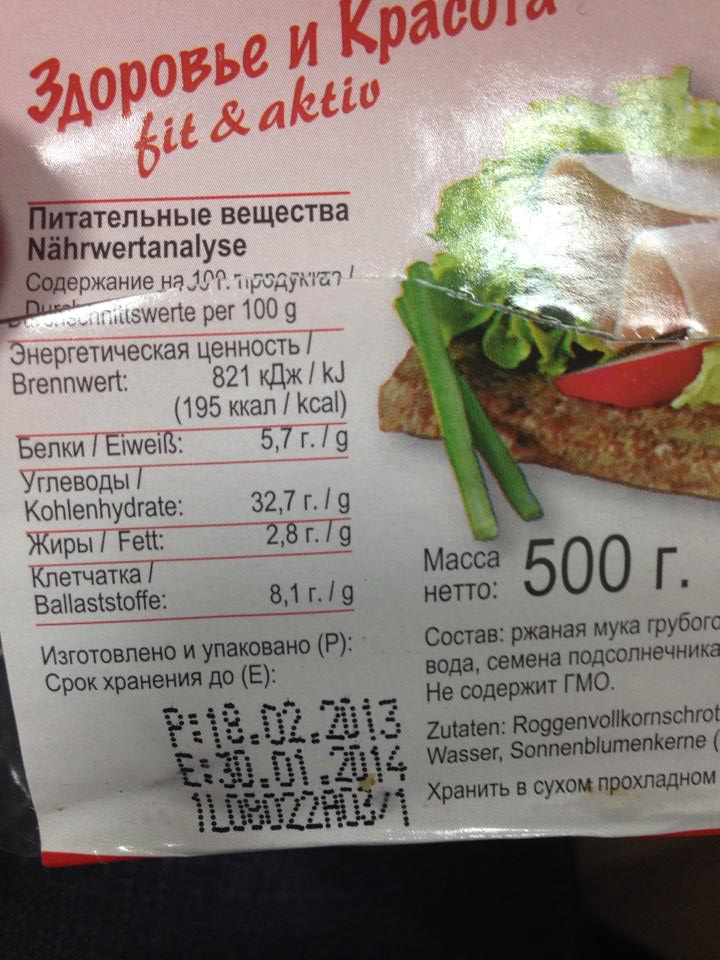 Здоровье и Красота
fit & aktiv
Питательные вещества
Nährwertanalyse
Содержание на 100 г. продукта /
Durchschnittswerte per 100 g
Энергетическая ценность /
Brennwert: 821 кДж / kJ
(195 ккал / kcal)
Белки / Eiweiß: 5,7 г. / g
Углеводы /
Kohlenhydrate: 32,7 г. / g
Жиры / Fett: 2,8 г. / g
Клетчатка /
Ballaststoffe: 8,1 г. / g
Изготовлено и упаковано (P):
Срок хранения до (E):
P:18.02.2013
E:30.01.2014
Масса
нетто: 500 г.
Состав: ржаная мука грубого
вода, семена подсолнечника
Не содержит ГМО.
Zutaten: Roggenvollkornschrot
Wasser, Sonnenblumenkerne (
Хранить в сухом прохладном